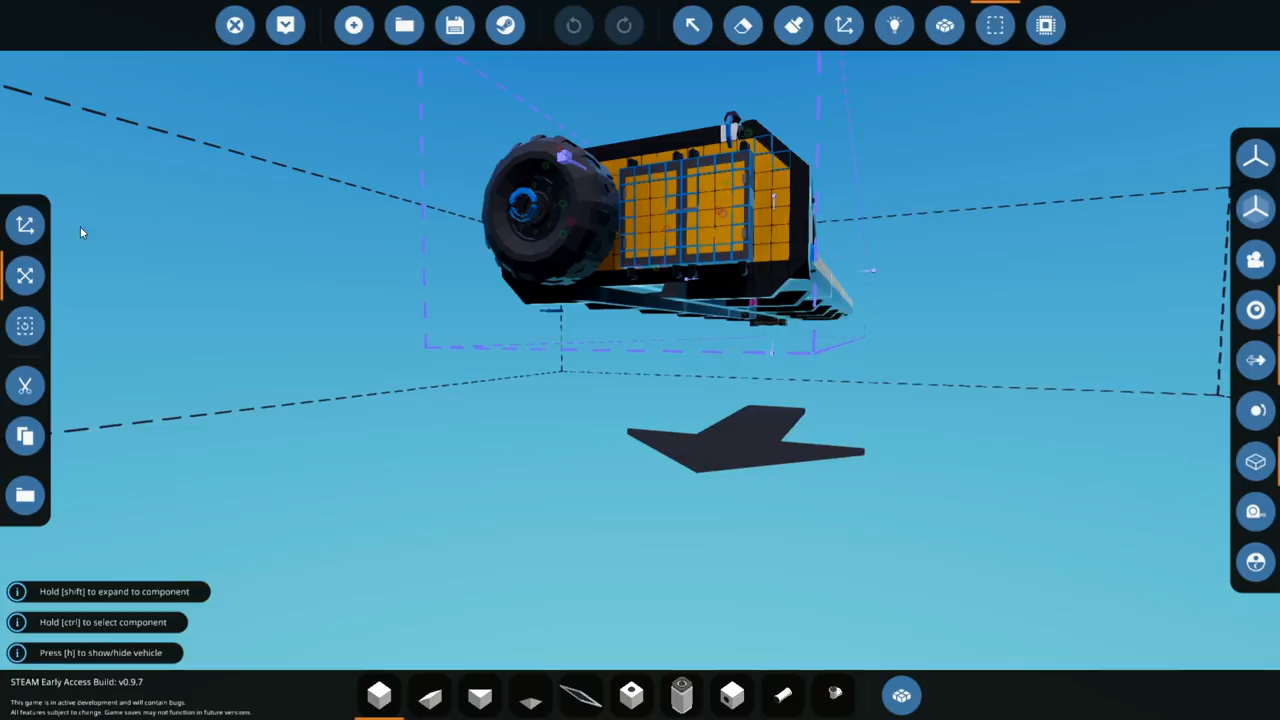 Hold [shift] to expand to component
Hold [ctrl] to select component
Press [h] to show/hide vehicle
STEAM Early Access Build: v0.9.7
This game is in active development and will contain bugs.
All features subject to change. Game saves may not function in future versions.